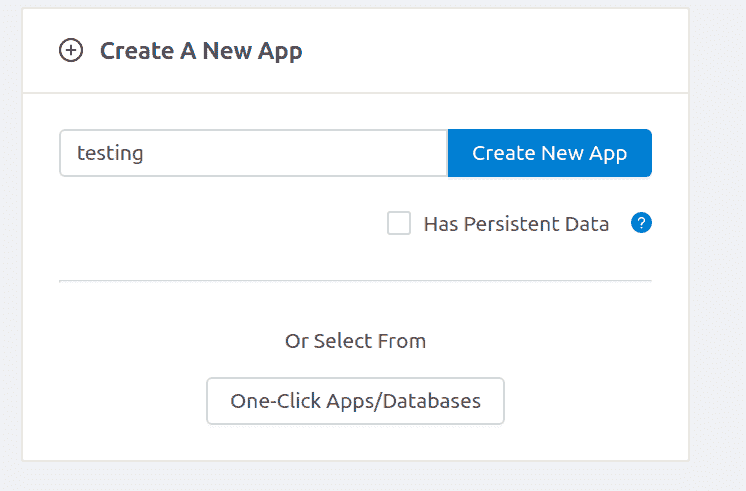 Create A New App
testing
Create New App
Has Persistent Data ?
Or Select From
One-Click Apps/Databases